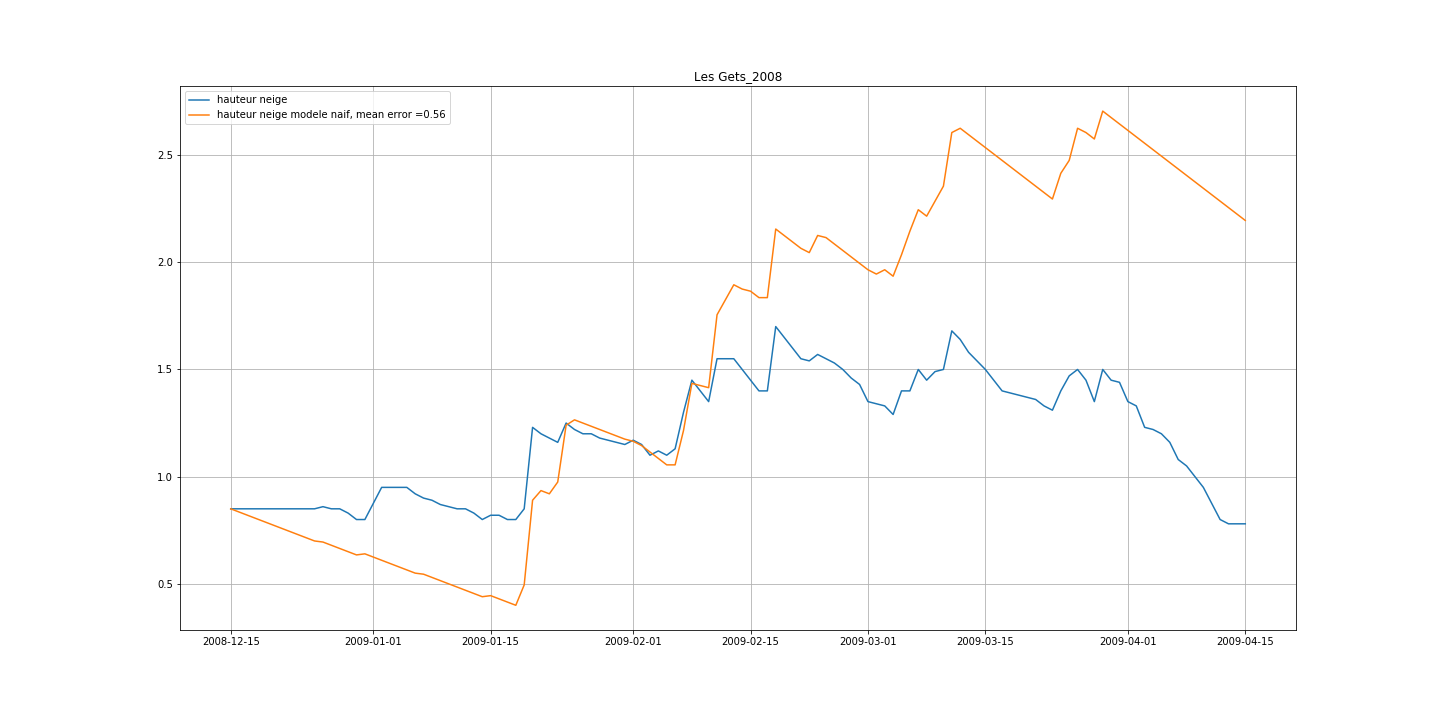 Les Gets_2008
hauteur neige
hauteur neige modele naif, mean error =0.56
2.5
2.0
1.5
1.0
0.5
2008-12-15 2009-01-01 2009-01-15 2009-02-01 2009-02-15 2009-03-01 2009-03-15 2009-04-01 2009-04-15